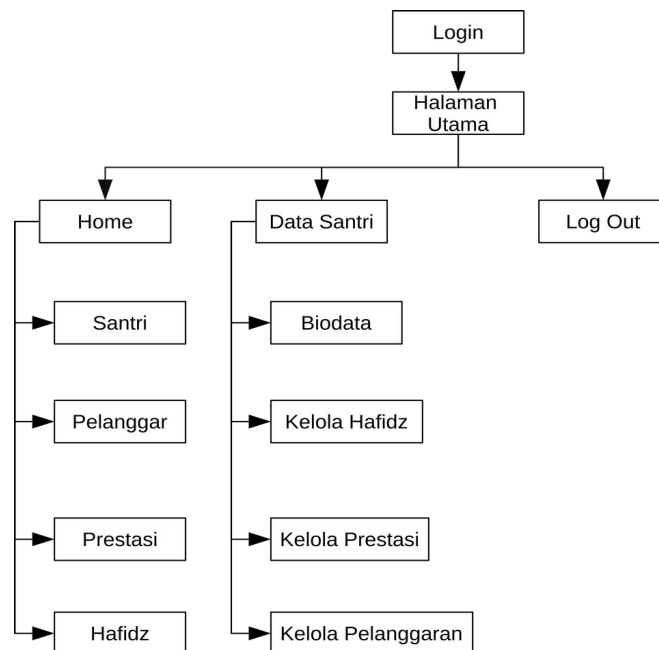 Login
Halaman
Utama
Home
Data Santri
Log Out
Santri
Biodata
Pelanggar
Kelola Hafidz
Prestasi
Kelola Prestasi
Hafidz
Kelola Pelanggaran